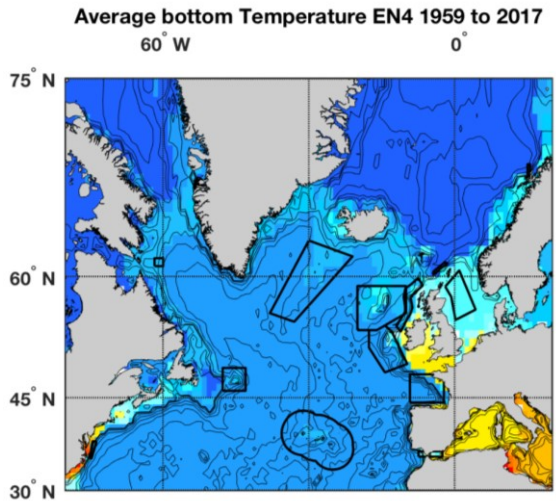 Average bottom Temperature EN4 1959 to 2017
60° W 0°
75° N
60° N
45° N
30° N